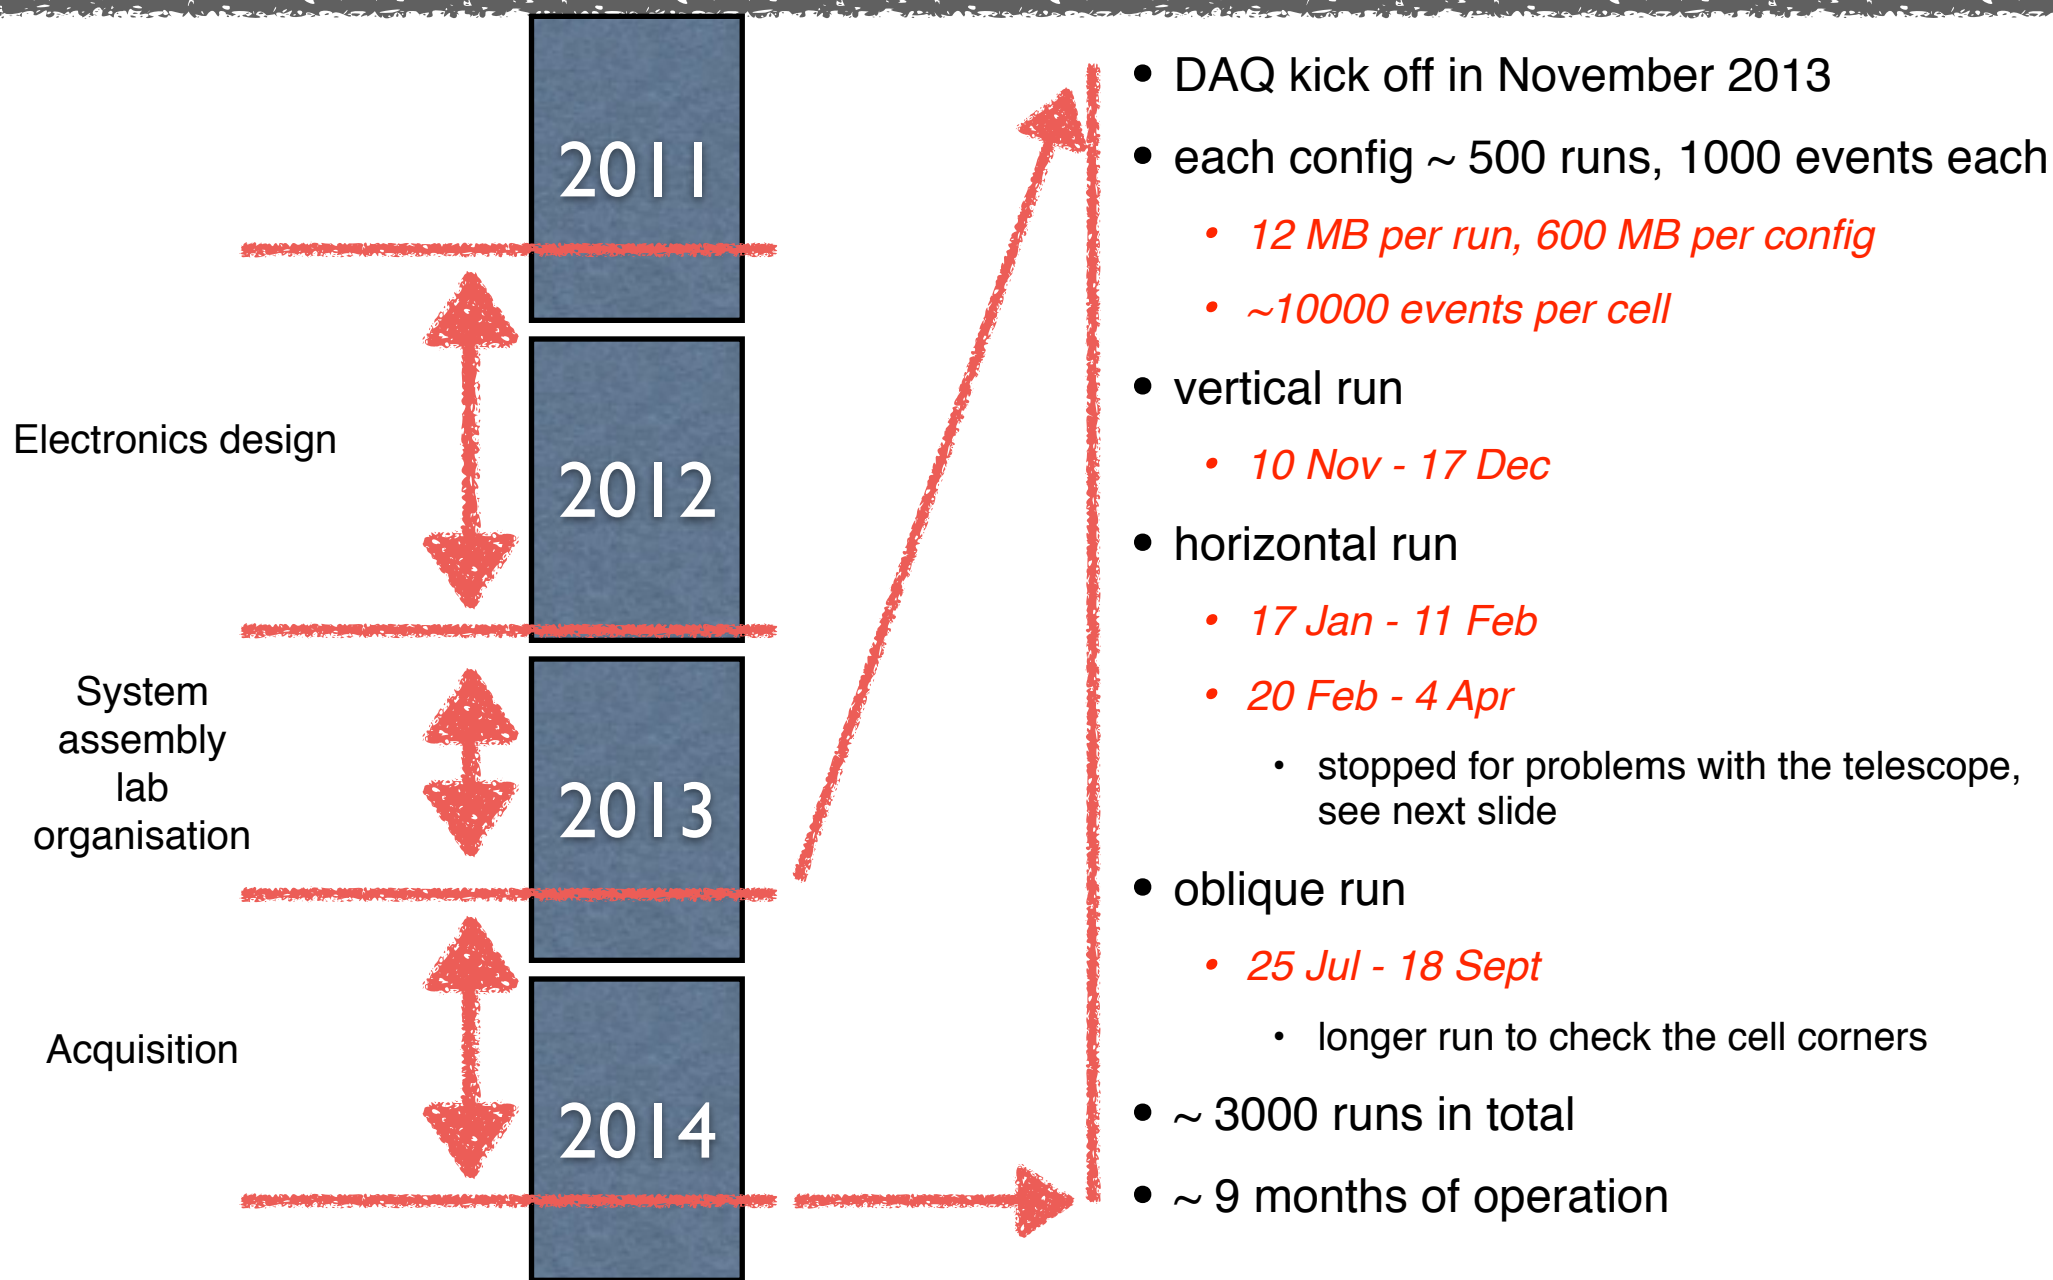 2011
2012
2013
2014
Electronics design
System
assembly
lab
organisation
Acquisition
• DAQ kick off in November 2013
• each config ~ 500 runs, 1000 events each
• 12 MB per run, 600 MB per config
• ~10000 events per cell
• vertical run
• 10 Nov - 17 Dec
• horizontal run
• 17 Jan - 11 Feb
• 20 Feb - 4 Apr
• stopped for problems with the telescope,
see next slide
• oblique run
• 25 Jul - 18 Sept
• longer run to check the cell corners
• ~ 3000 runs in total
• ~ 9 months of operation